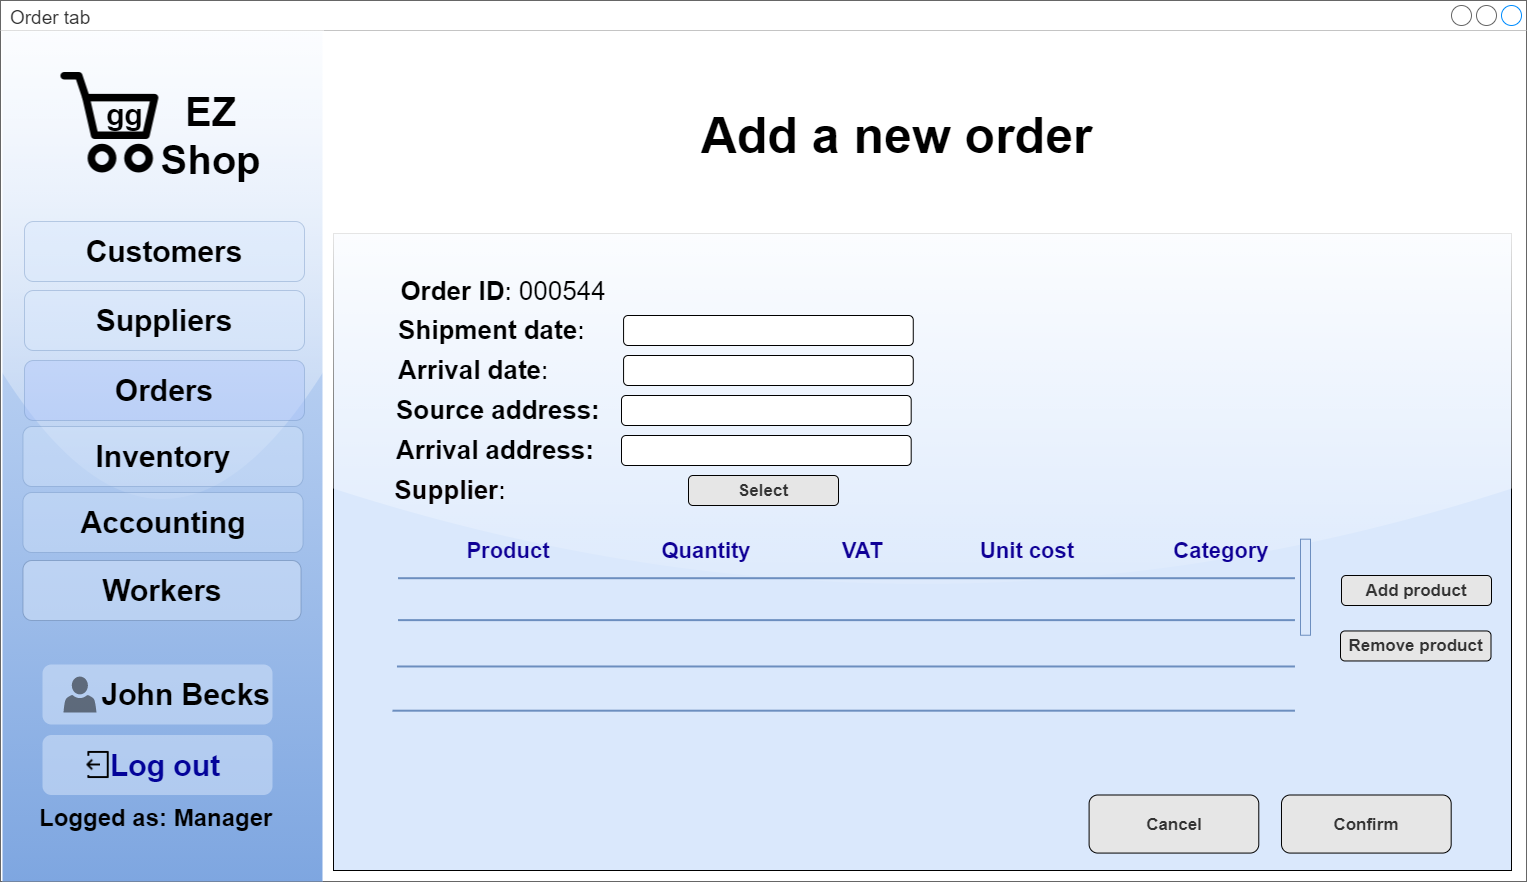 Order tab
gg
EZ
Shop
Customers
Suppliers
Orders
Inventory
Accounting
Workers
John Becks
Log out
Logged as: Manager
Add a new order
Order ID: 000544
Shipment date:
Arrival date:
Source address:
Arrival address:
Supplier: Select
Product Quantity VAT Unit cost Category
Add product
Remove product
Cancel Confirm